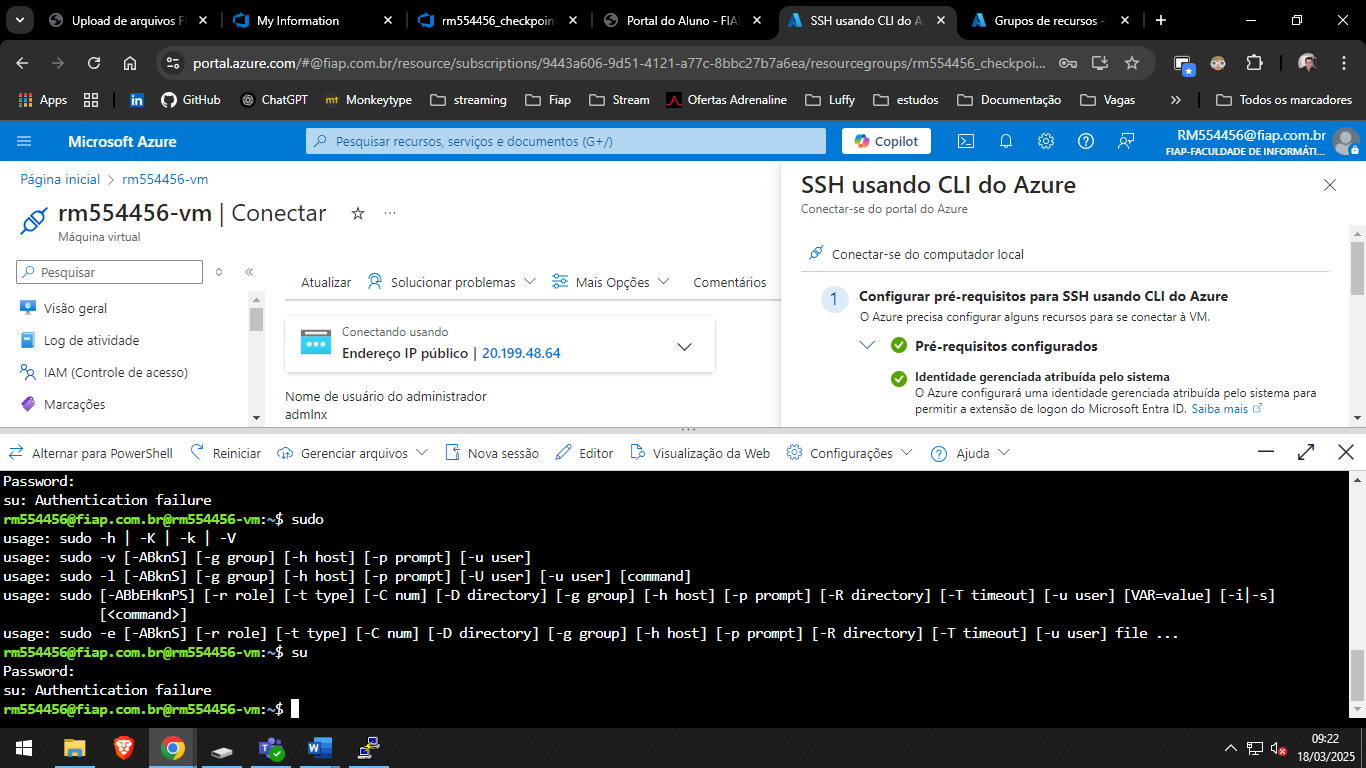 Upload de arquivos FI
My Information
rm554456_checkpoin
Portal do Aluno - FIAP
SSH usando CLI do A
Grupos de recursos -
portal.azure.com/#@fiap.com.br/resource/subscriptions/9443a606-9d51-4121-a77c-8bbc27b7a6ea/resourcegroups/rm554456_checkpoi...
Apps
GitHub
ChatGPT
mt Monkeytype
streaming
Fiap
Stream
Ofertas Adrenaline
Luffy
estudos
Documentação
Vagas
»
Todos os marcadores
Microsoft Azure
Pesquisar recursos, serviços e documentos (G+/)
Copilot
RM554456@fiap.com.br
FIAP-FACULDADE DE INFORMÁTI...
Página inicial > rm554456-vm
rm554456-vm | Conectar
Máquina virtual
Pesquisar
Visão geral
Log de atividade
IAM (Controle de acesso)
Marcações
Atualizar
Solucionar problemas
Mais Opções
Comentários
Conectando usando
Endereço IP público | 20.199.48.64
Nome de usuário do administrador
admlnx
SSH usando CLI do Azure
Conectar-se do portal do Azure
Conectar-se do computador local
1 Configurar pré-requisitos para SSH usando CLI do Azure
O Azure precisa configurar alguns recursos para se conectar à VM.
Pré-requisitos configurados
Identidade gerenciada atribuída pelo sistema
O Azure configurará uma identidade gerenciada atribuída pelo sistema para
permitir a extensão de logon do Microsoft Entra ID. Saiba mais
Alternar para PowerShell
Reiniciar
Gerenciar arquivos
Nova sessão
Editor
Visualização da Web
Configurações
Ajuda
Password:
su: Authentication failure
rm554456@fiap.com.br@rm554456-vm:~$ sudo
usage: sudo -h | -K | -k | -V
usage: sudo -v [-ABknS] [-g group] [-h host] [-p prompt] [-u user]
usage: sudo -l [-ABknS] [-g group] [-h host] [-p prompt] [-U user] [-u user] [command]
usage: sudo [-ABbEHknPS] [-r role] [-t type] [-C num] [-D directory] [-g group] [-h host] [-p prompt] [-R directory] [-T timeout] [-u user] [VAR=value] [-i|-s]
[<command>]
usage: sudo -e [-ABknS] [-r role] [-t type] [-C num] [-D directory] [-g group] [-h host] [-p prompt] [-R directory] [-T timeout] [-u user] file ...
rm554456@fiap.com.br@rm554456-vm:~$ su
Password:
su: Authentication failure
rm554456@fiap.com.br@rm554456-vm:~$
09:22
18/03/2025